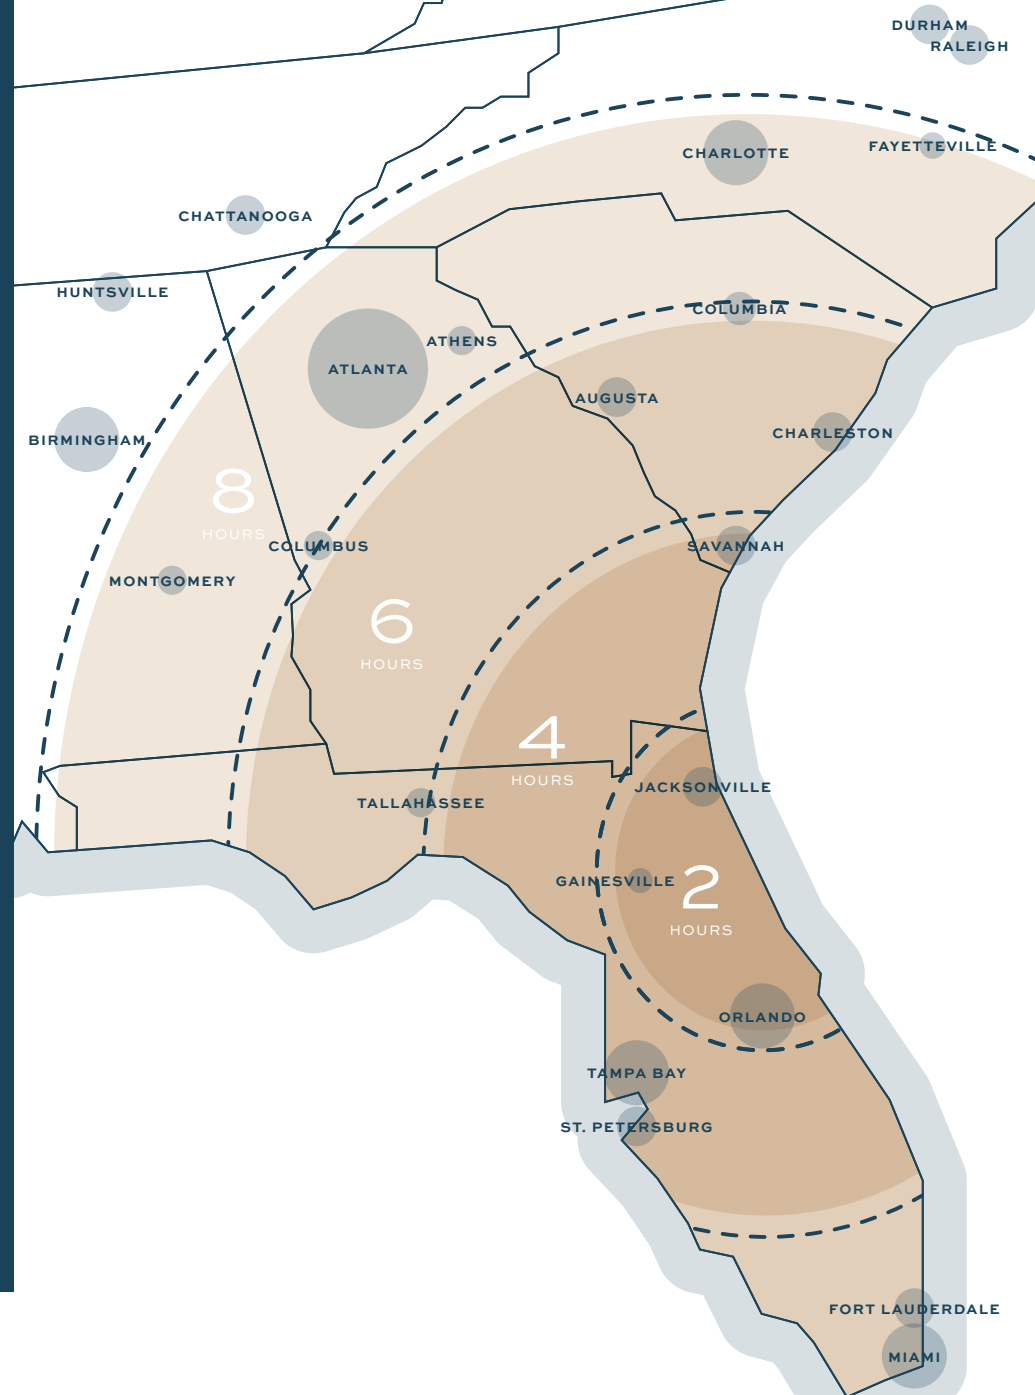 DURHAM
RALEIGH
CHARLOTTE
FAYETTEVILLE
CHATTANOOGA
HUNTSVILLE
COLUMBIA
ATHENS
ATLANTA
AUGUSTA
CHARLESTON
BIRMINGHAM
8
HOURS
COLUMBUS
SAVANNAH
MONTGOMERY
6
HOURS
4
HOURS
JACKSONVILLE
TALLAHASSEE
GAINESVILLE
2
HOURS
ORLANDO
TAMPA BAY
ST. PETERSBURG
FORT LAUDERDALE
MIAMI